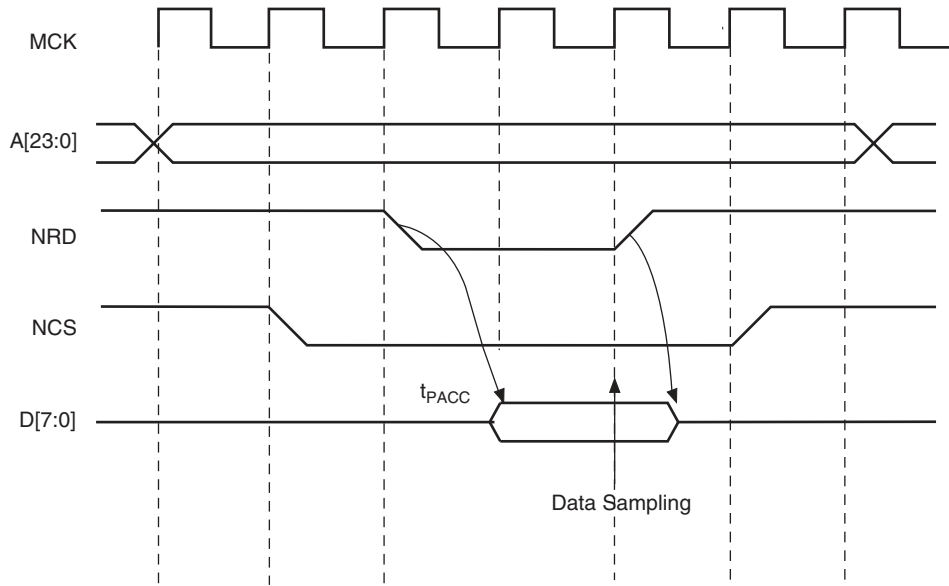 MCK
A[23:0]
NRD
NCS
tPACC
D[7:0]
Data Sampling